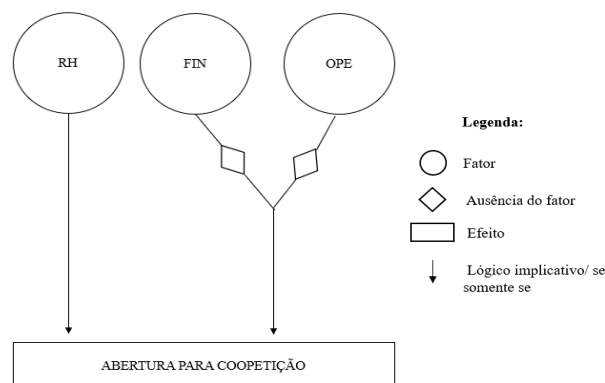 RH
FIN
OPE
Legenda:
Fator
Ausência do fator
Efeito
Lógico implicativo/ se
somente se
ABERTURA PARA COOPETIÇÃO